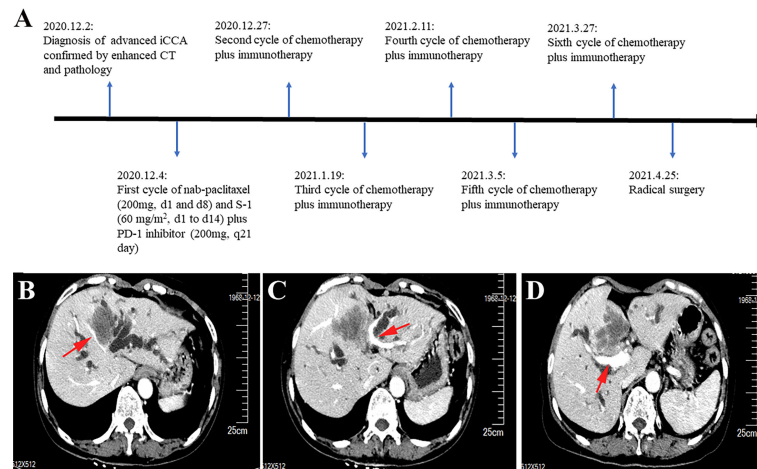 A
2020.12.2:
Diagnosis of advanced iCCA
confirmed by enhanced CT
and pathology
2020.12.27:
Second cycle of chemotherapy
plus immunotherapy
2021.2.11:
Fourth cycle of chemotherapy
plus immunotherapy
2021.3.27:
Sixth cycle of chemotherapy
plus immunotherapy
2020.12.4:
First cycle of nab-paclitaxel
(200mg, d1 and d8) and S-1
(60 mg/m², d1 to d14) plus
PD-1 inhibitor (200mg, q21
day)
2021.1.19:
Third cycle of chemotherapy
plus immunotherapy
2021.3.5:
Fifth cycle of chemotherapy
plus immunotherapy
2021.4.25:
Radical surgery
B
25cm
512X512
C
25cm
512X512
D
25cm
512X512